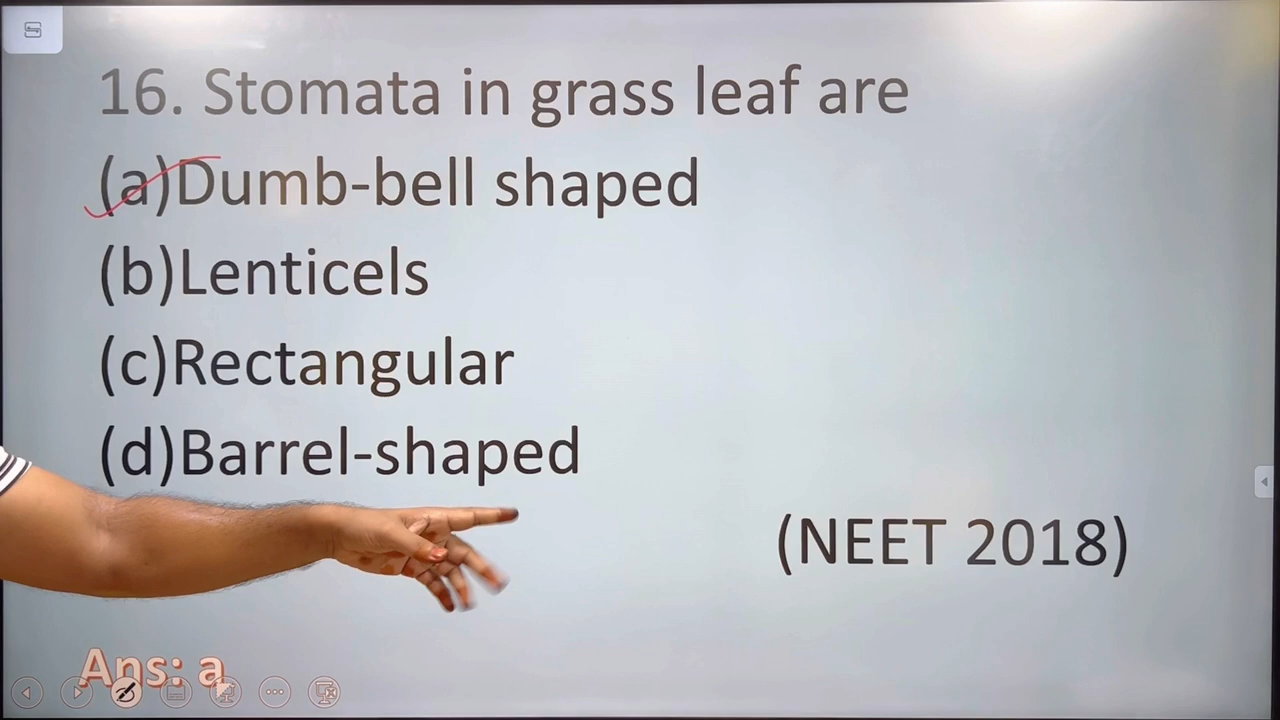 16. Stomata in grass leaf are
(a)Dumb-bell shaped
(b)Lenticels
(c)Rectangular
(d)Barrel-shaped
(NEET 2018)
Ans: a